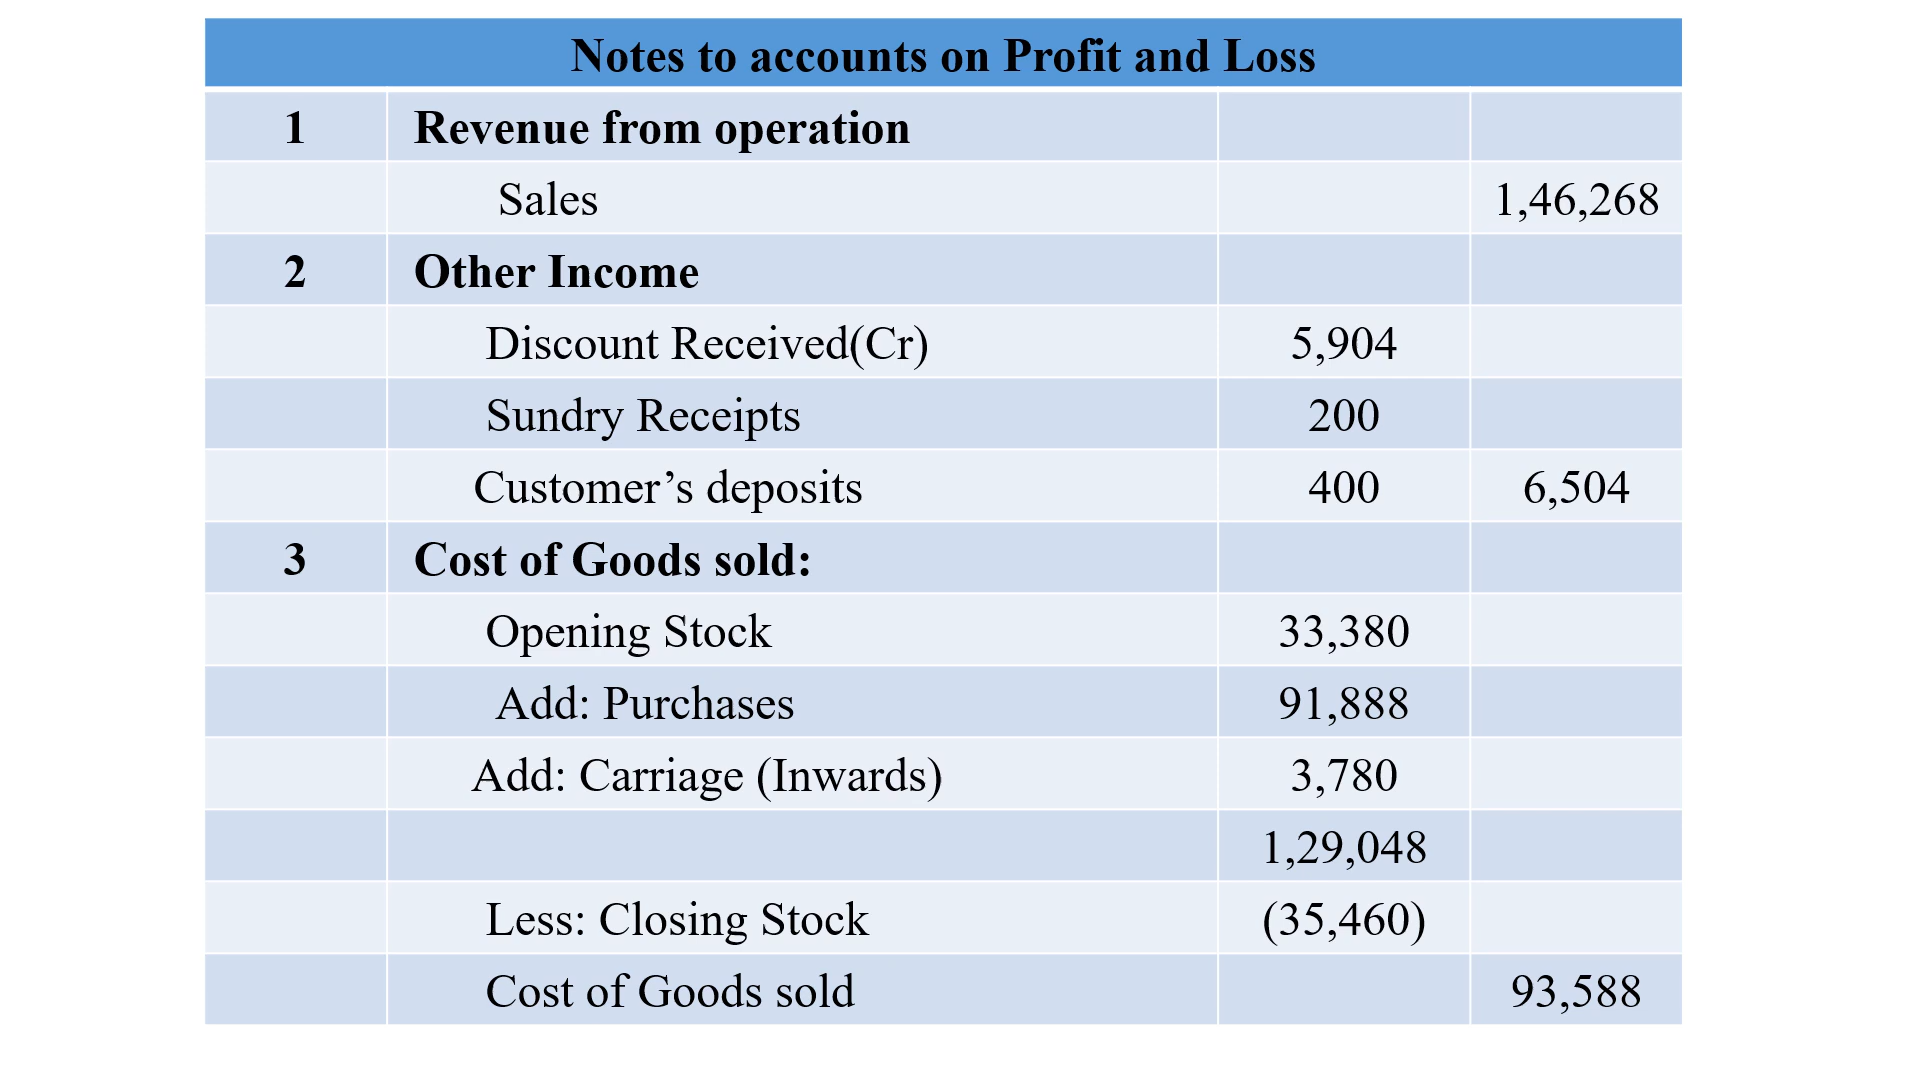 Notes to accounts on Profit and Loss
1 Revenue from operation
Sales 1,46,268
2 Other Income
Discount Received(Cr) 5,904
Sundry Receipts 200
Customer’s deposits 400 6,504
3 Cost of Goods sold:
Opening Stock 33,380
Add: Purchases 91,888
Add: Carriage (Inwards) 3,780
1,29,048
Less: Closing Stock (35,460)
Cost of Goods sold 93,588